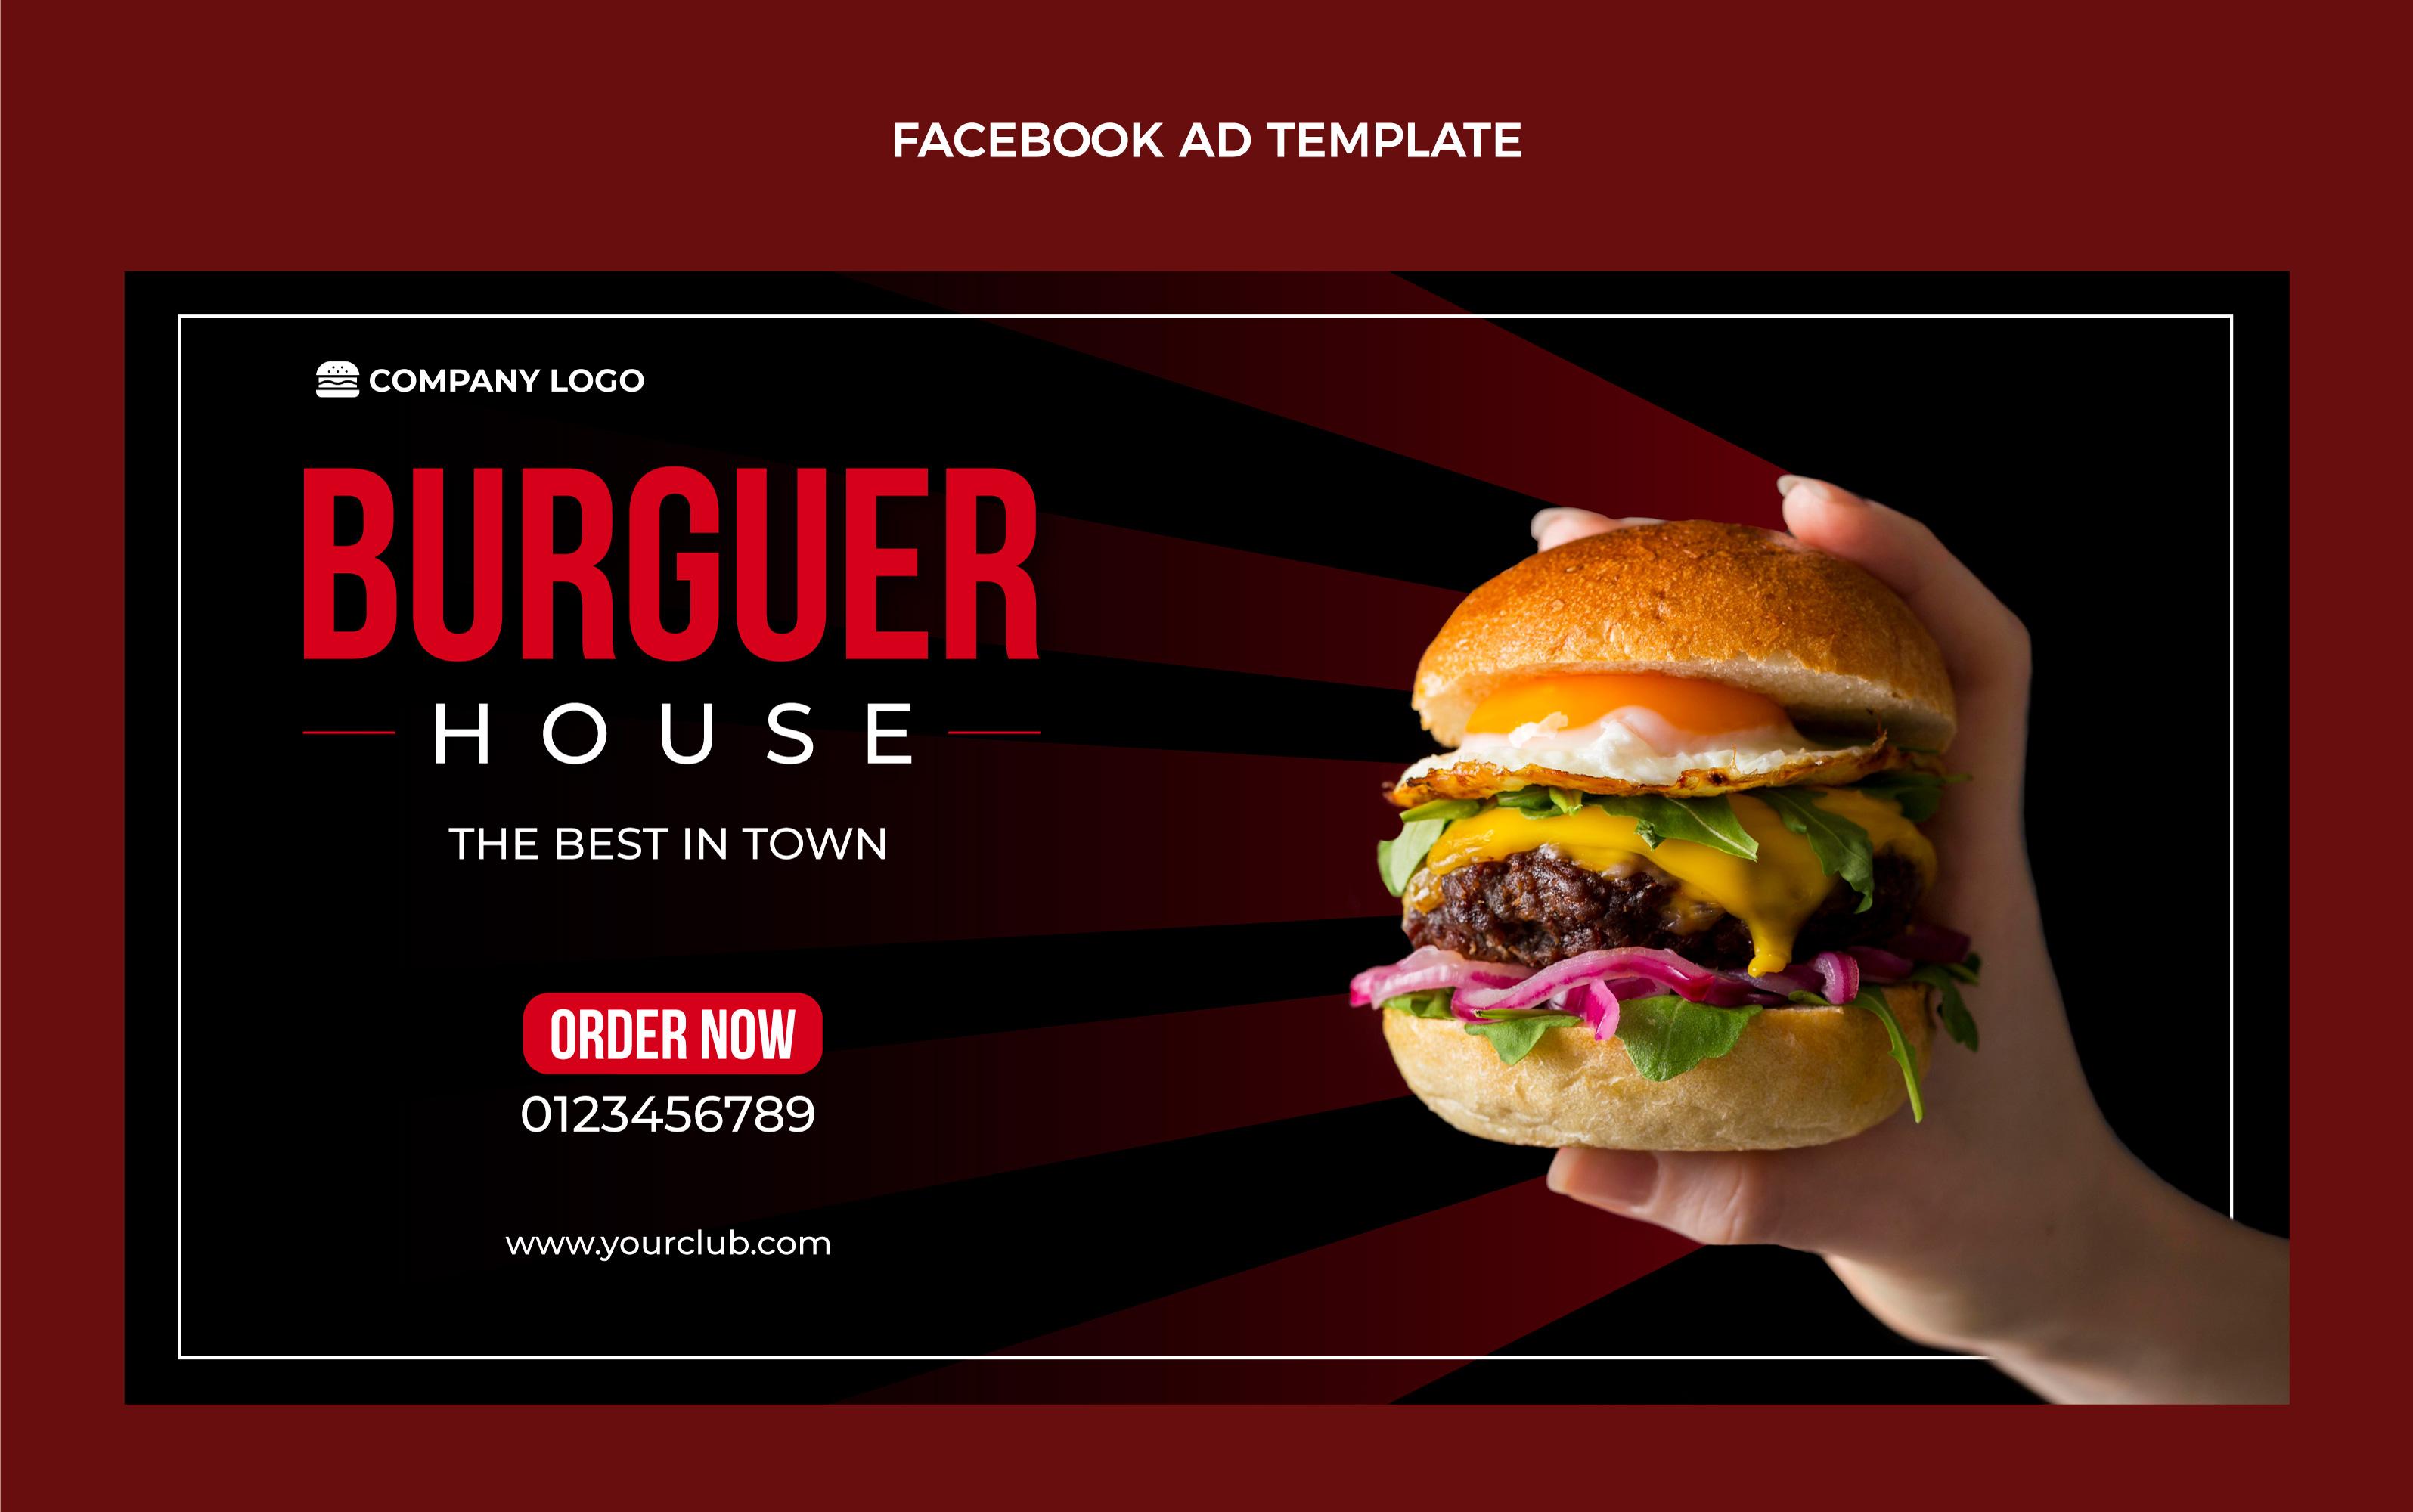 FACEBOOK AD TEMPLATE
COMPANY LOGO
BURGUER
HOUSE
THE BEST IN TOWN
ORDER NOW
0123456789
www.yourclub.com